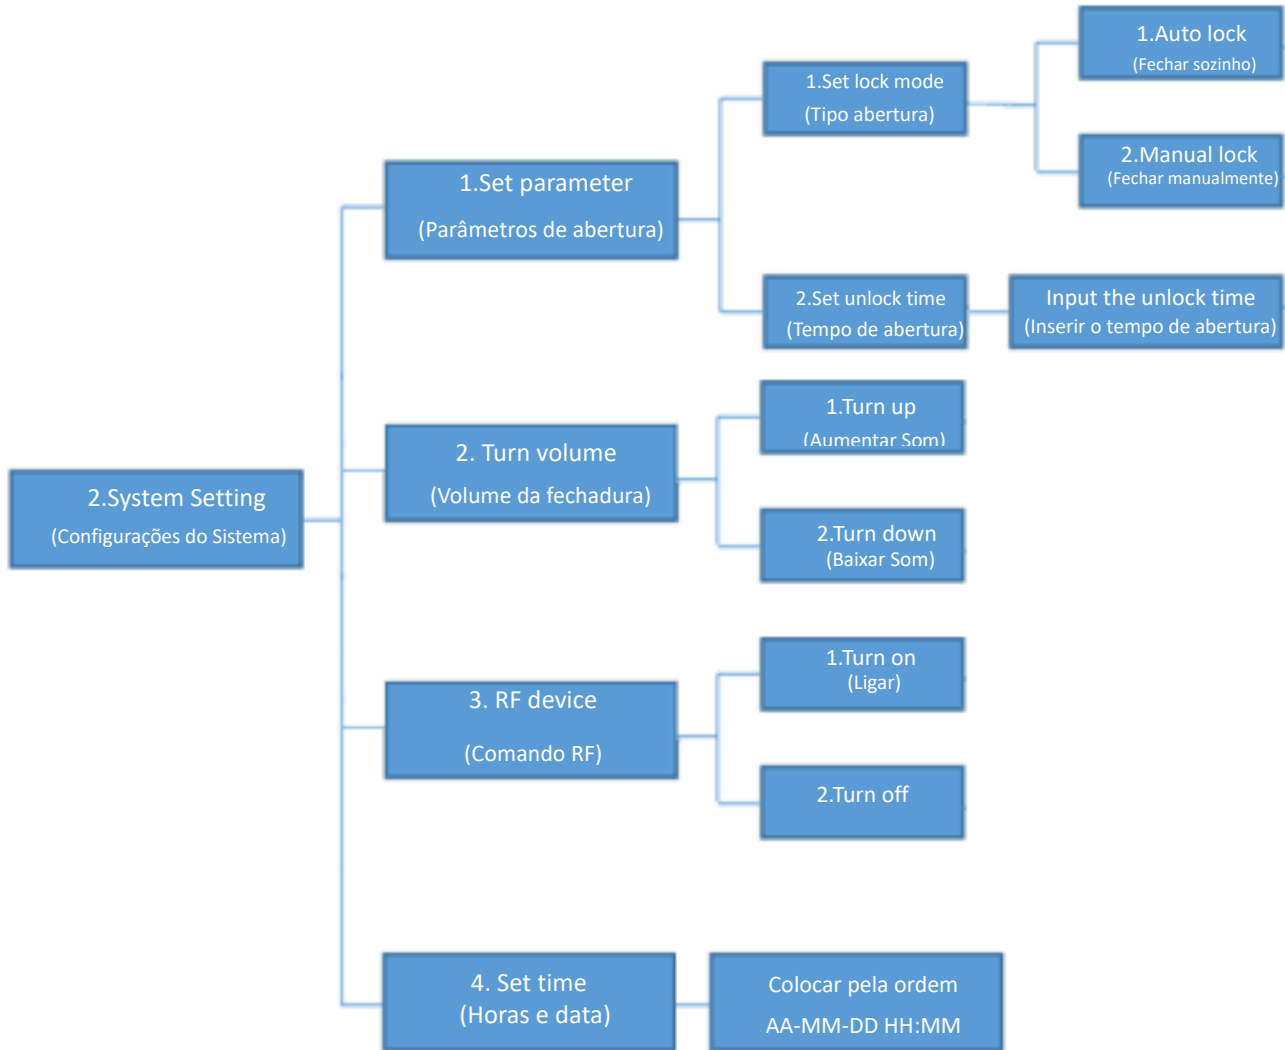 1.Auto lock
(Fechar sozinho)
1.Set lock mode
(Tipo abertura)
2.Manual lock
(Fechar manualmente)
1.Set parameter
(Parâmetros de abertura)
2.Set unlock time
(Tempo de abertura)
Input the unlock time
(Inserir o tempo de abertura)
1.Turn up
(Aumentar Som)
2. Turn volume
(Volume da fechadura)
2.System Setting
(Configurações do Sistema)
2.Turn down
(Baixar Som)
1.Turn on
(Ligar)
3. RF device
(Comando RF)
2.Turn off
4. Set time
(Horas e data)
Colocar pela ordem
AA-MM-DD HH:MM